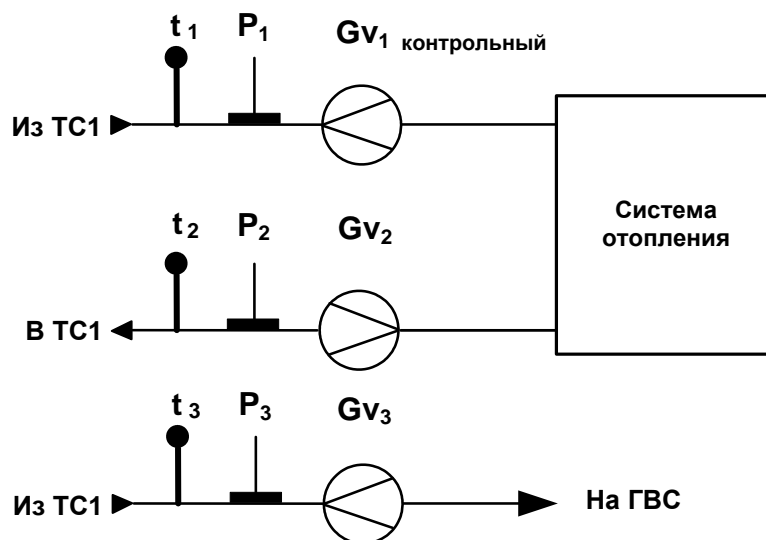 t 1 P1 Gv1 контрольный
Из ТС1
Система
отопления
t 2 P2 Gv2
В ТС1
t 3 P3 Gv3
Из ТС1
На ГВС